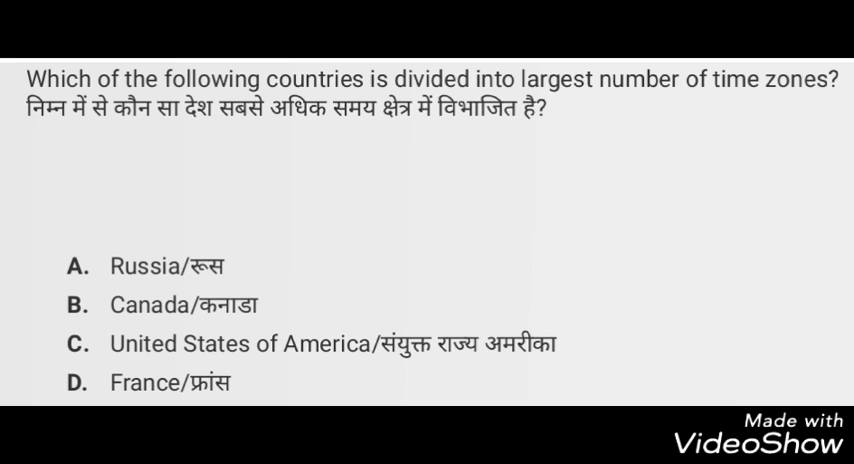 Which of the following countries is divided into largest number of time zones?
निम्न में से कौन सा देश सबसे अधिक समय क्षेत्र में विभाजित है?
A. Russia/रूस
B. Canada/कनाडा
C. United States of America/संयुक्त राज्य अमरीका
D. France/फ्रांस
Made with
VideoShow